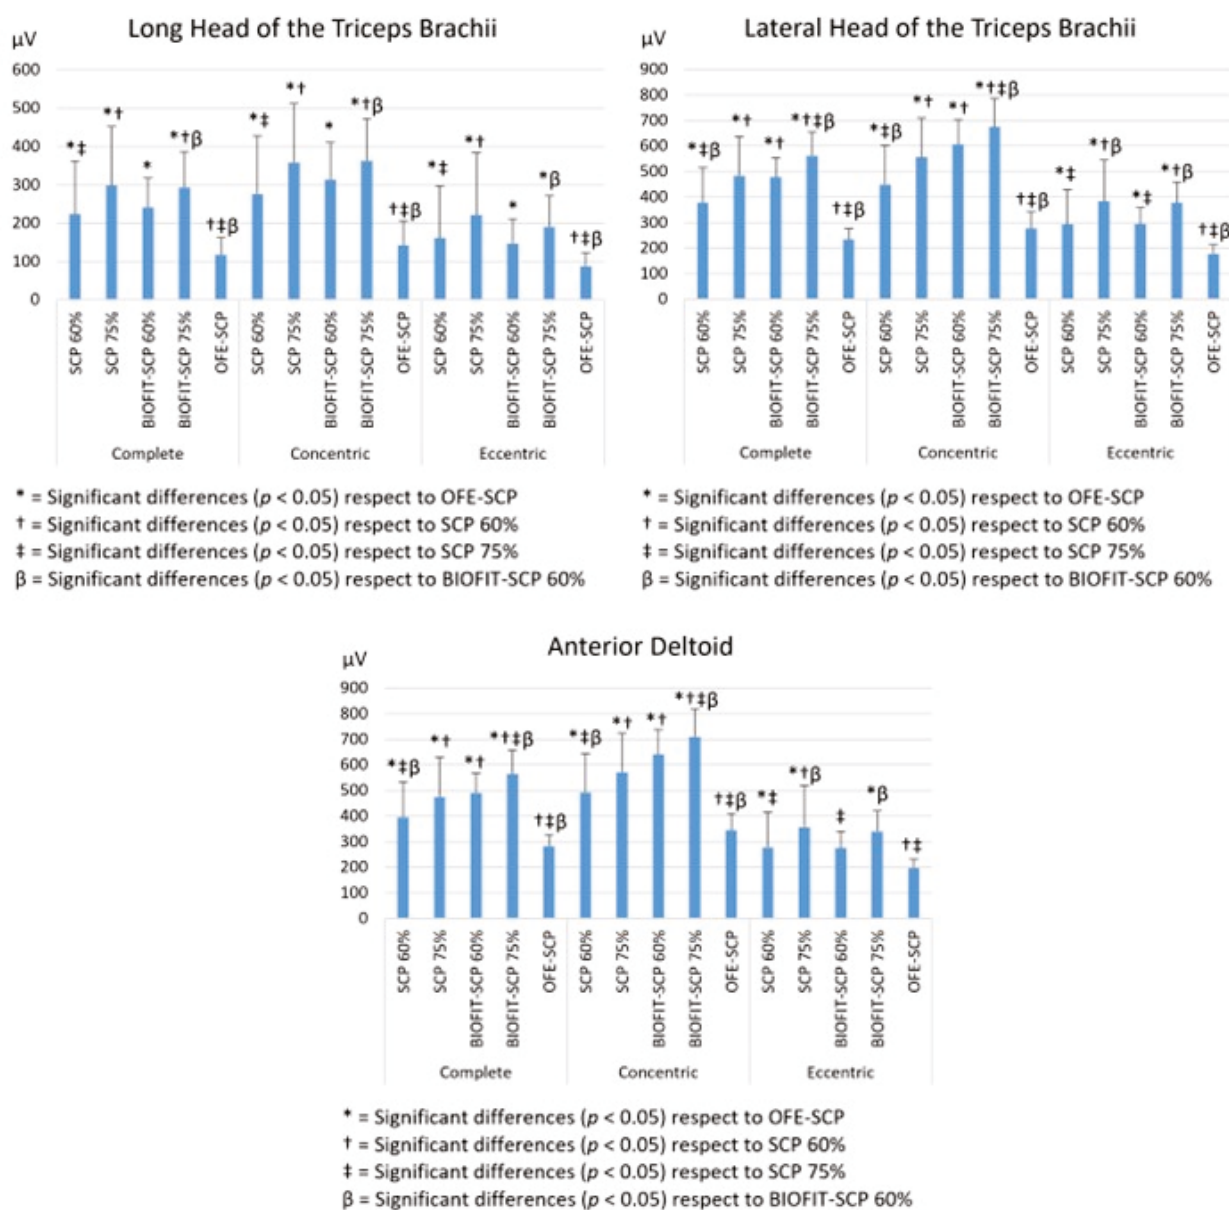 Long Head of the Triceps Brachii
µV
600
500
400
300
200
100
0
*‡
*†
*
*†β
†‡β
*‡
*†
*
*†β
†‡β
*‡
*†
*
*β
†‡β
SCP 60%
SCP 75%
BIOFIT-SCP 60%
BIOFIT-SCP 75%
OFE-SCP
SCP 60%
SCP 75%
BIOFIT-SCP 60%
BIOFIT-SCP 75%
OFE-SCP
SCP 60%
SCP 75%
BIOFIT-SCP 60%
BIOFIT-SCP 75%
OFE-SCP
Complete
Concentric
Eccentric
* = Significant differences (p < 0.05) respect to OFE-SCP
† = Significant differences (p < 0.05) respect to SCP 60%
‡ = Significant differences (p < 0.05) respect to SCP 75%
β = Significant differences (p < 0.05) respect to BIOFIT-SCP 60%
Lateral Head of the Triceps Brachii
µV
900
800
700
600
500
400
300
200
100
0
*‡β
*†
*†
*†‡β
†‡β
*‡β
*†
*†
*†‡β
†‡β
*‡
*†β
*‡
*†β
†‡β
SCP 60%
SCP 75%
BIOFIT-SCP 60%
BIOFIT-SCP 75%
OFE-SCP
SCP 60%
SCP 75%
BIOFIT-SCP 60%
BIOFIT-SCP 75%
OFE-SCP
SCP 60%
SCP 75%
BIOFIT-SCP 60%
BIOFIT-SCP 75%
OFE-SCP
Complete
Concentric
Eccentric
* = Significant differences (p < 0.05) respect to OFE-SCP
† = Significant differences (p < 0.05) respect to SCP 60%
‡ = Significant differences (p < 0.05) respect to SCP 75%
β = Significant differences (p < 0.05) respect to BIOFIT-SCP 60%
Anterior Deltoid
µV
900
800
700
600
500
400
300
200
100
0
*‡β
*†
*†
*†‡β
†‡β
*‡β
*†
*†
*†‡β
†‡β
*‡
*†β
‡
*β
†‡
SCP 60%
SCP 75%
BIOFIT-SCP 60%
BIOFIT-SCP 75%
OFE-SCP
SCP 60%
SCP 75%
BIOFIT-SCP 60%
BIOFIT-SCP 75%
OFE-SCP
SCP 60%
SCP 75%
BIOFIT-SCP 60%
BIOFIT-SCP 75%
OFE-SCP
Complete
Concentric
Eccentric
* = Significant differences (p < 0.05) respect to OFE-SCP
† = Significant differences (p < 0.05) respect to SCP 60%
‡ = Significant differences (p < 0.05) respect to SCP 75%
β = Significant differences (p < 0.05) respect to BIOFIT-SCP 60%